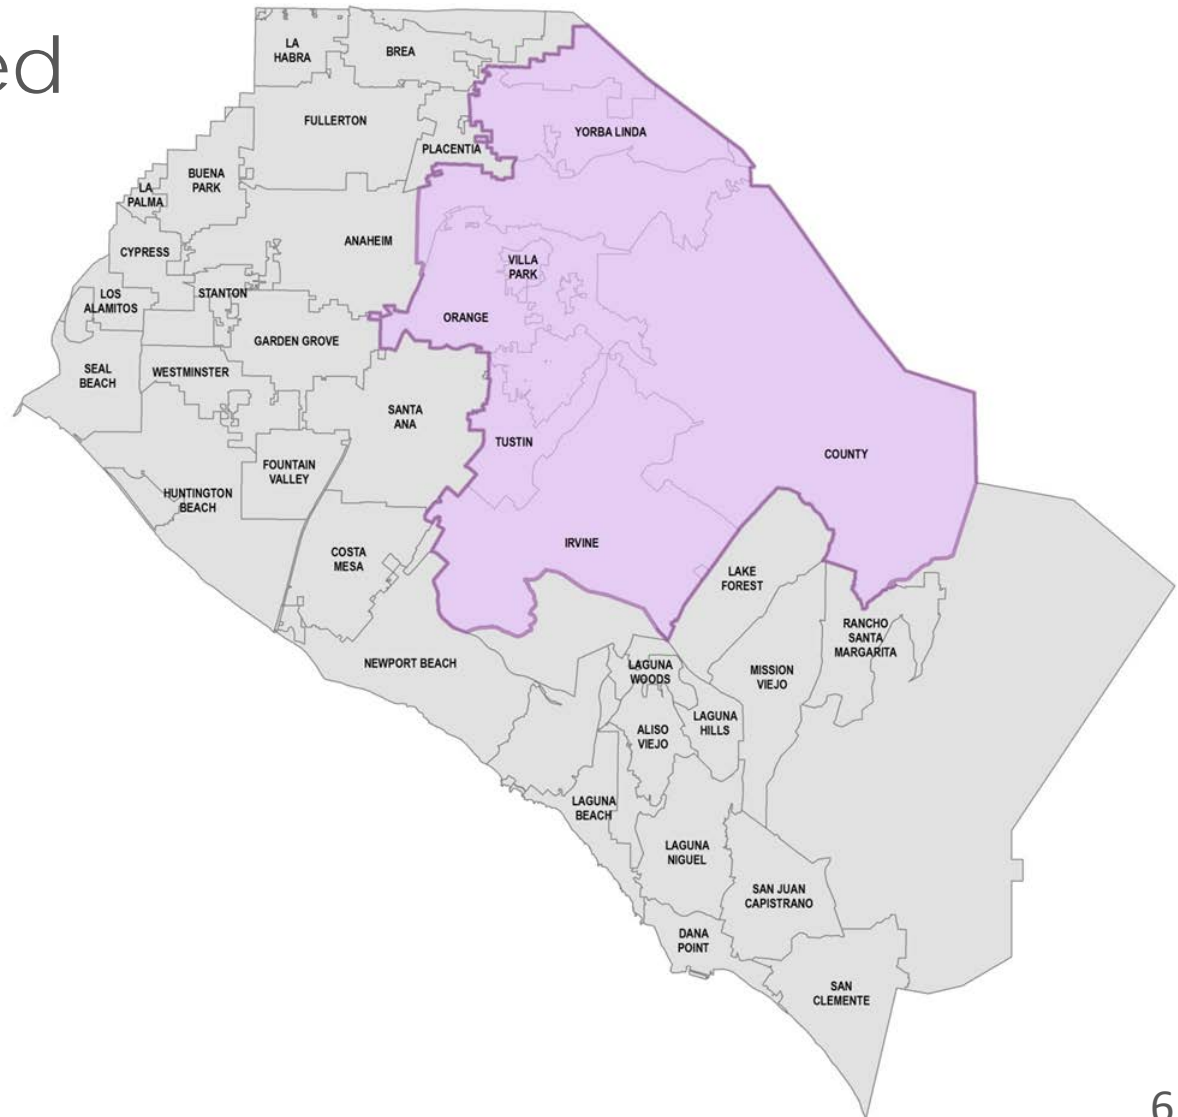 ed
LA
HABRA
BREA
FULLERTON
YORBA LINDA
PLACENTIA
BUENA
PARK
LA
PALMA
ANAHEIM
CYPRESS
VILLA
PARK
STANTON
LOS
ALAMITOS
ORANGE
GARDEN GROVE
SEAL
BEACH
WESTMINSTER
SANTA
ANA
TUSTIN
COUNTY
FOUNTAIN
VALLEY
HUNTINGTON
BEACH
IRVINE
COSTA
MESA
LAKE
FOREST
RANCHO
SANTA
MARGARITA
NEWPORT BEACH
LAGUNA
WOODS
MISSION
VIEJO
LAGUNA
HILLS
ALISO
VIEJO
LAGUNA
BEACH
LAGUNA
NIGUEL
SAN JUAN
CAPISTRANO
DANA
POINT
SAN
CLEMENTE
6